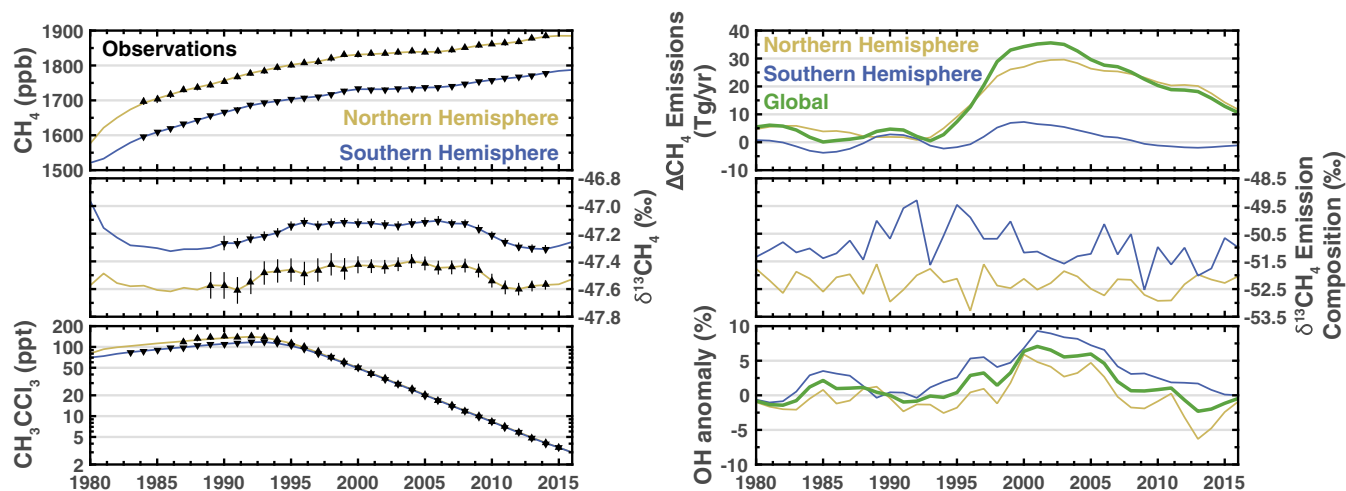 1900
1800
1700
1600
1500
CH4 (ppb)
Observations
Northern Hemisphere
Southern Hemisphere
-46.8
-47.0
-47.2
-47.4
-47.6
-47.8
δ¹³CH₄ (‰)
200
100
50
20
10
5
2
CH₃CCl₃ (ppt)
1980 1985 1990 1995 2000 2005 2010 2015
40
30
20
10
0
-10
ΔCH₄ Emissions
(Tg/yr)
Northern Hemisphere
Southern Hemisphere
Global
-48.5
-49.5
-50.5
-51.5
-52.5
-53.5
δ¹³CH₄ Emission
Composition (‰)
10
5
0
-5
-10
OH anomaly (%)
1980 1985 1990 1995 2000 2005 2010 2015